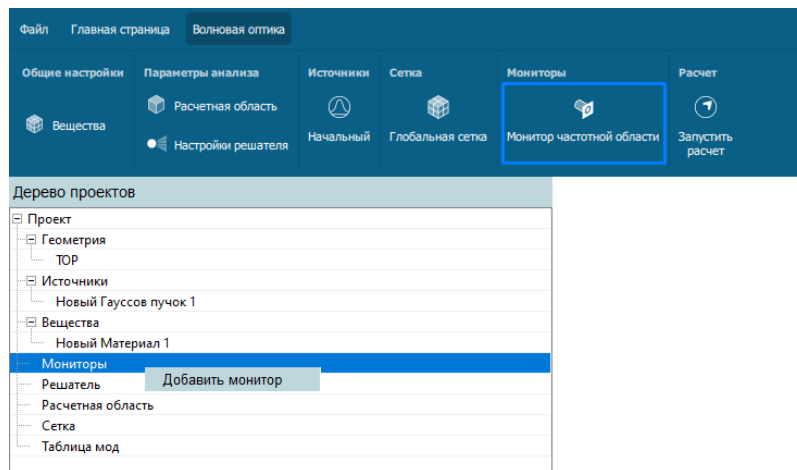 Файл Главная страница Волновая оптика
Общие настройки Параметры анализа Источники Сетка Мониторы Расчет
Вещества
Расчетная область
Настройки решателя
Начальный
Глобальная сетка
Монитор частотной области
Запустить
расчет
Дерево проектов
Проект
Геометрия
TOP
Источники
Новый Гауссов пучок 1
Вещества
Новый Материал 1
Мониторы
Добавить монитор
Решатель
Расчетная область
Сетка
Таблица мод